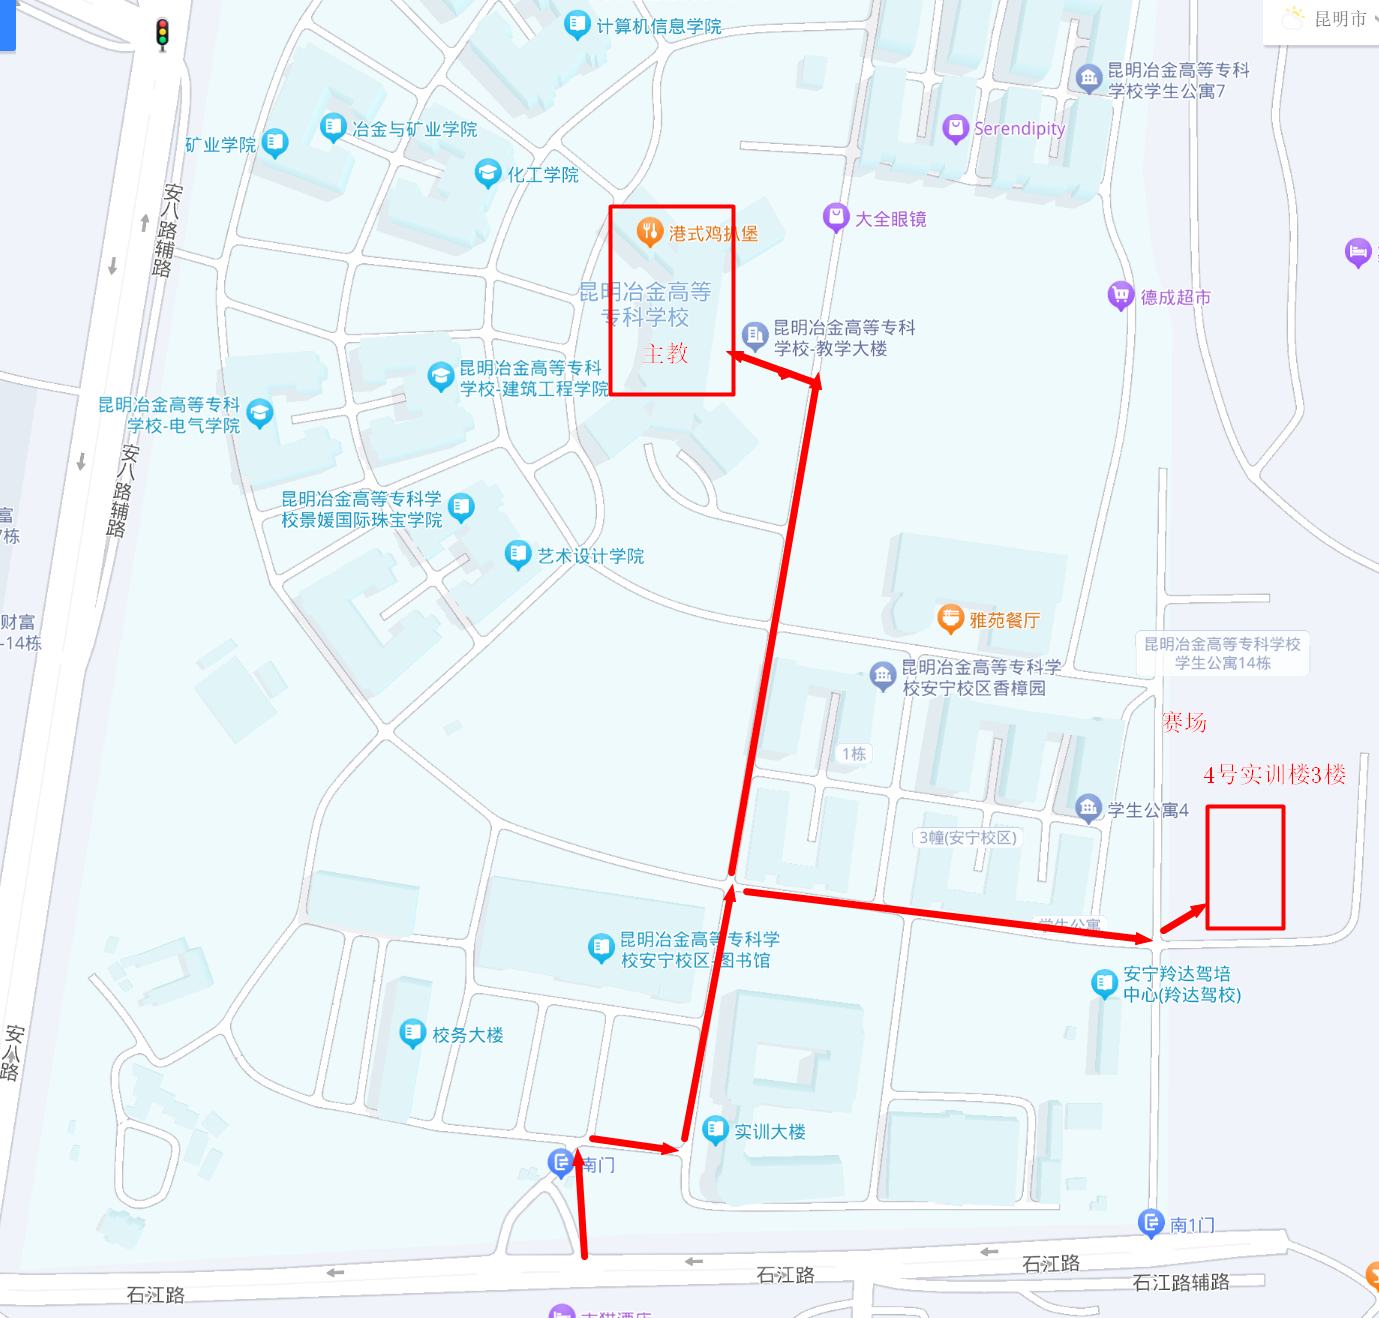 计算机信息学院
昆明市
昆明冶金高等专科
学校学生公寓7
冶金与矿业学院
矿业学院
Serendipity
化工学院
安八路辅路
大全眼镜
港式鸡扒堡
昆明冶金高等
专科学校
德成超市
昆明冶金高等专科
学校-教学大楼
主教
昆明冶金高等专科
学校-建筑工程学院
昆明冶金高等专科
学校-电气学院
安八路辅路
昆明冶金高等专科学
校景媛国际珠宝学院
富
栋
艺术设计学院
雅苑餐厅
财富
-14栋
昆明冶金高等专科学校
学生公寓14栋
昆明冶金高等专科学
校安宁校区香樟园
赛场
1栋
4号实训楼3楼
学生公寓4
3幢(安宁校区)
学生公寓
昆明冶金高等专科学
校安宁校区-图书馆
安宁羚达驾培
中心(羚达驾校)
校务大楼
安八路
实训大楼
南门
南1门
石江路
石江路
石江路辅路
石江路